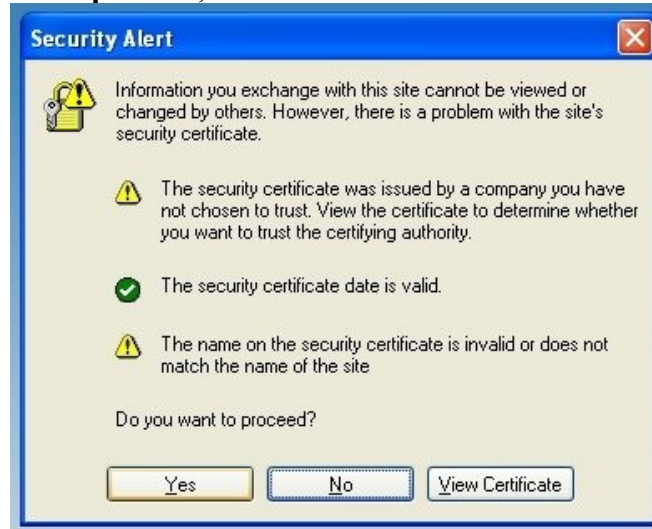 Security Alert
Information you exchange with this site cannot be viewed or
changed by others. However, there is a problem with the site's
security certificate.
The security certificate was issued by a company you have
not chosen to trust. View the certificate to determine whether
you want to trust the certifying authority.
The security certificate date is valid.
The name on the security certificate is invalid or does not
match the name of the site
Do you want to proceed?
Yes No View Certificate